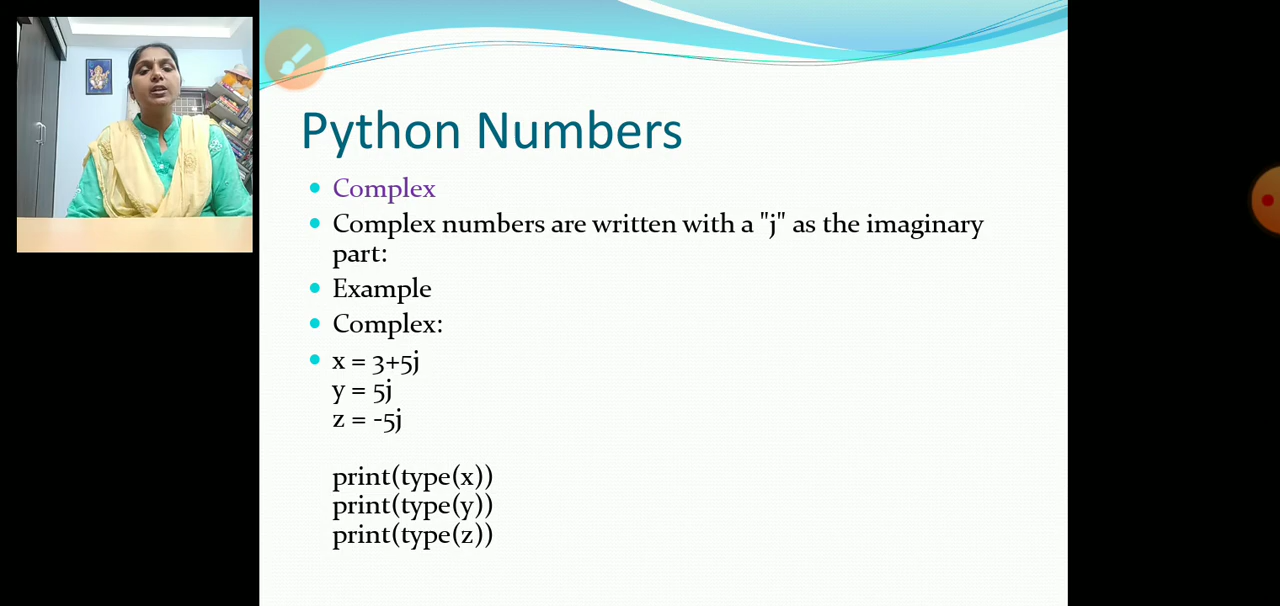 Python Numbers
Complex
Complex numbers are written with a "j" as the imaginary
part:
Example
Complex:
x = 3+5j
y = 5j
z = -5j
print(type(x))
print(type(y))
print(type(z))